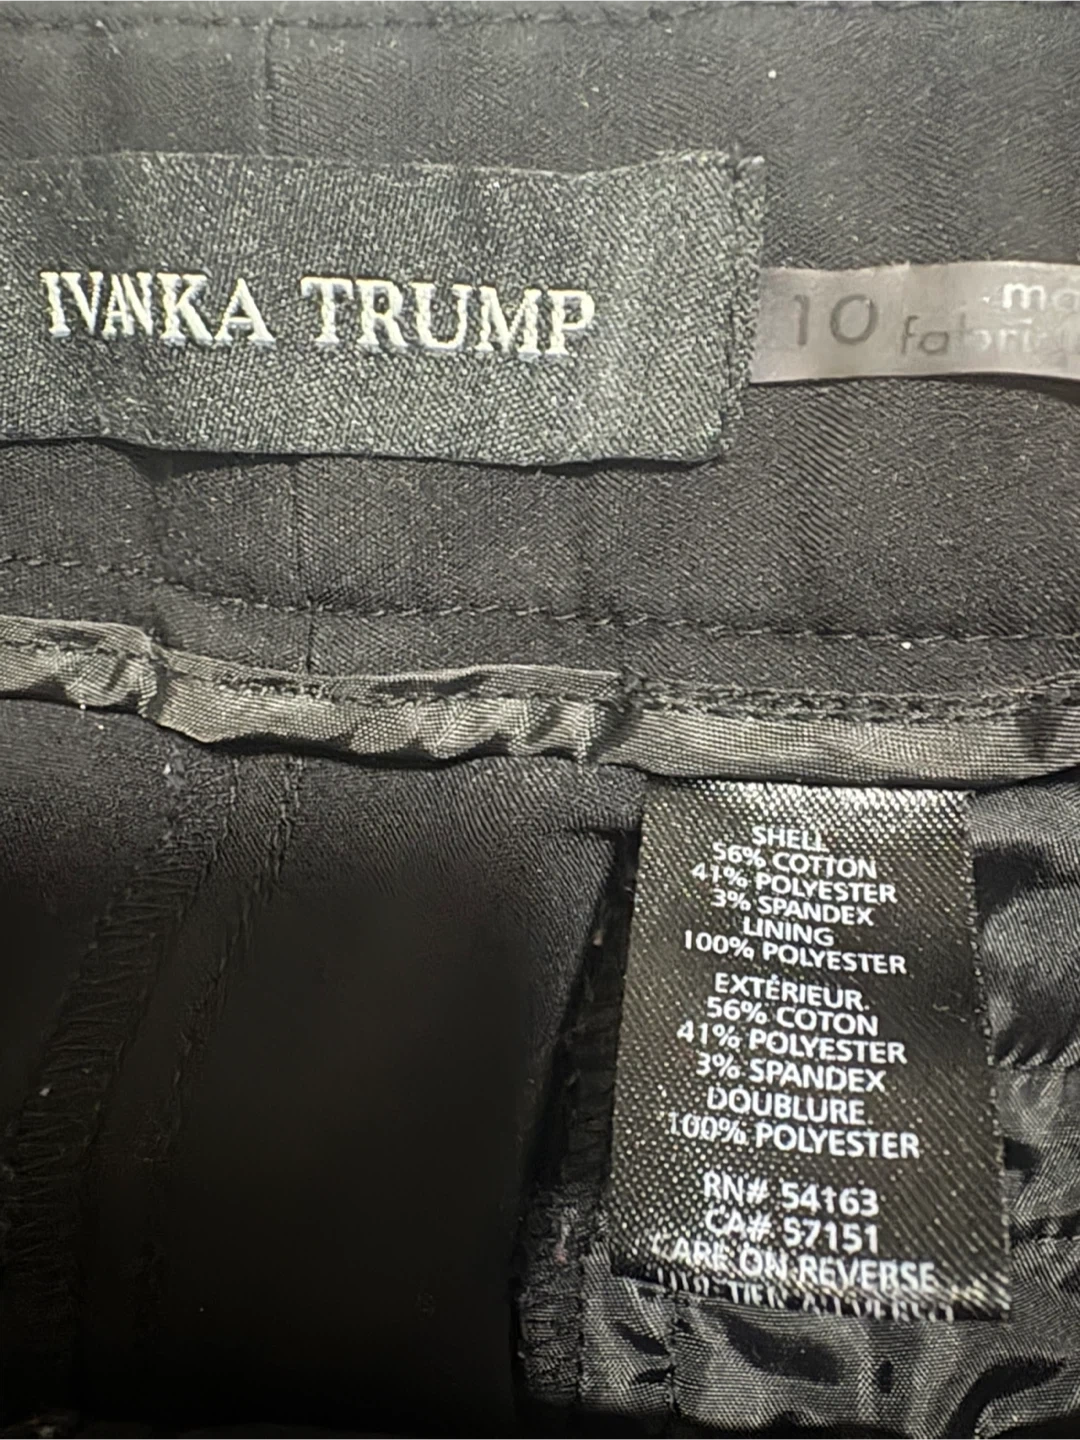 IVANKA TRUMP
10
SHELL
56% COTTON
41% POLYESTER
3% SPANDEX
LINING
100% POLYESTER
EXTÉRIEUR
56% COTON
41% POLYESTER
3% SPANDEX
DOUBLURE
100% POLYESTER
RN# 54163
CA# 57151
CARE ON REVERSE